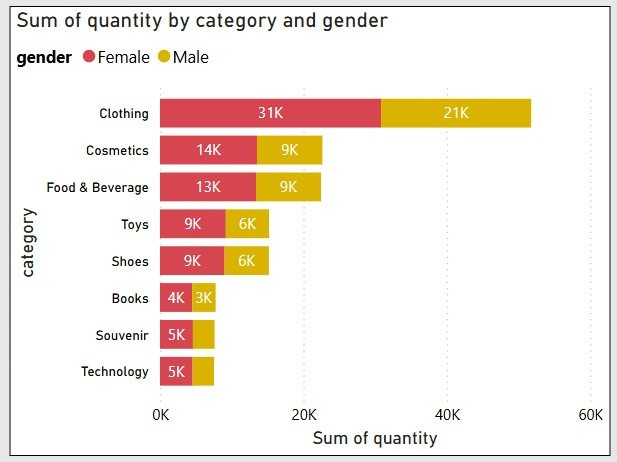 Sum of quantity by category and gender
gender Female Male
Clothing 31K 21K
Cosmetics 14K 9K
Food & Beverage 13K 9K
Toys 9K 6K
Shoes 9K 6K
Books 4K 3K
Souvenir 5K
Technology 5K
category
0K 20K 40K 60K
Sum of quantity